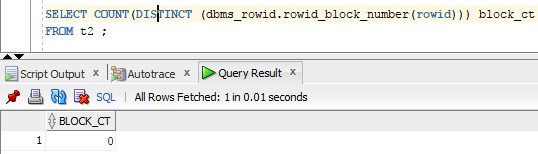 SELECT COUNT(DISTINCT (dbms_rowid.rowid_block_number(rowid))) block_ct
FROM t2 ;
Script Output x Autotrace x Query Result x
SQL | All Rows Fetched: 1 in 0.01 seconds
BLOCK_CT
1 0